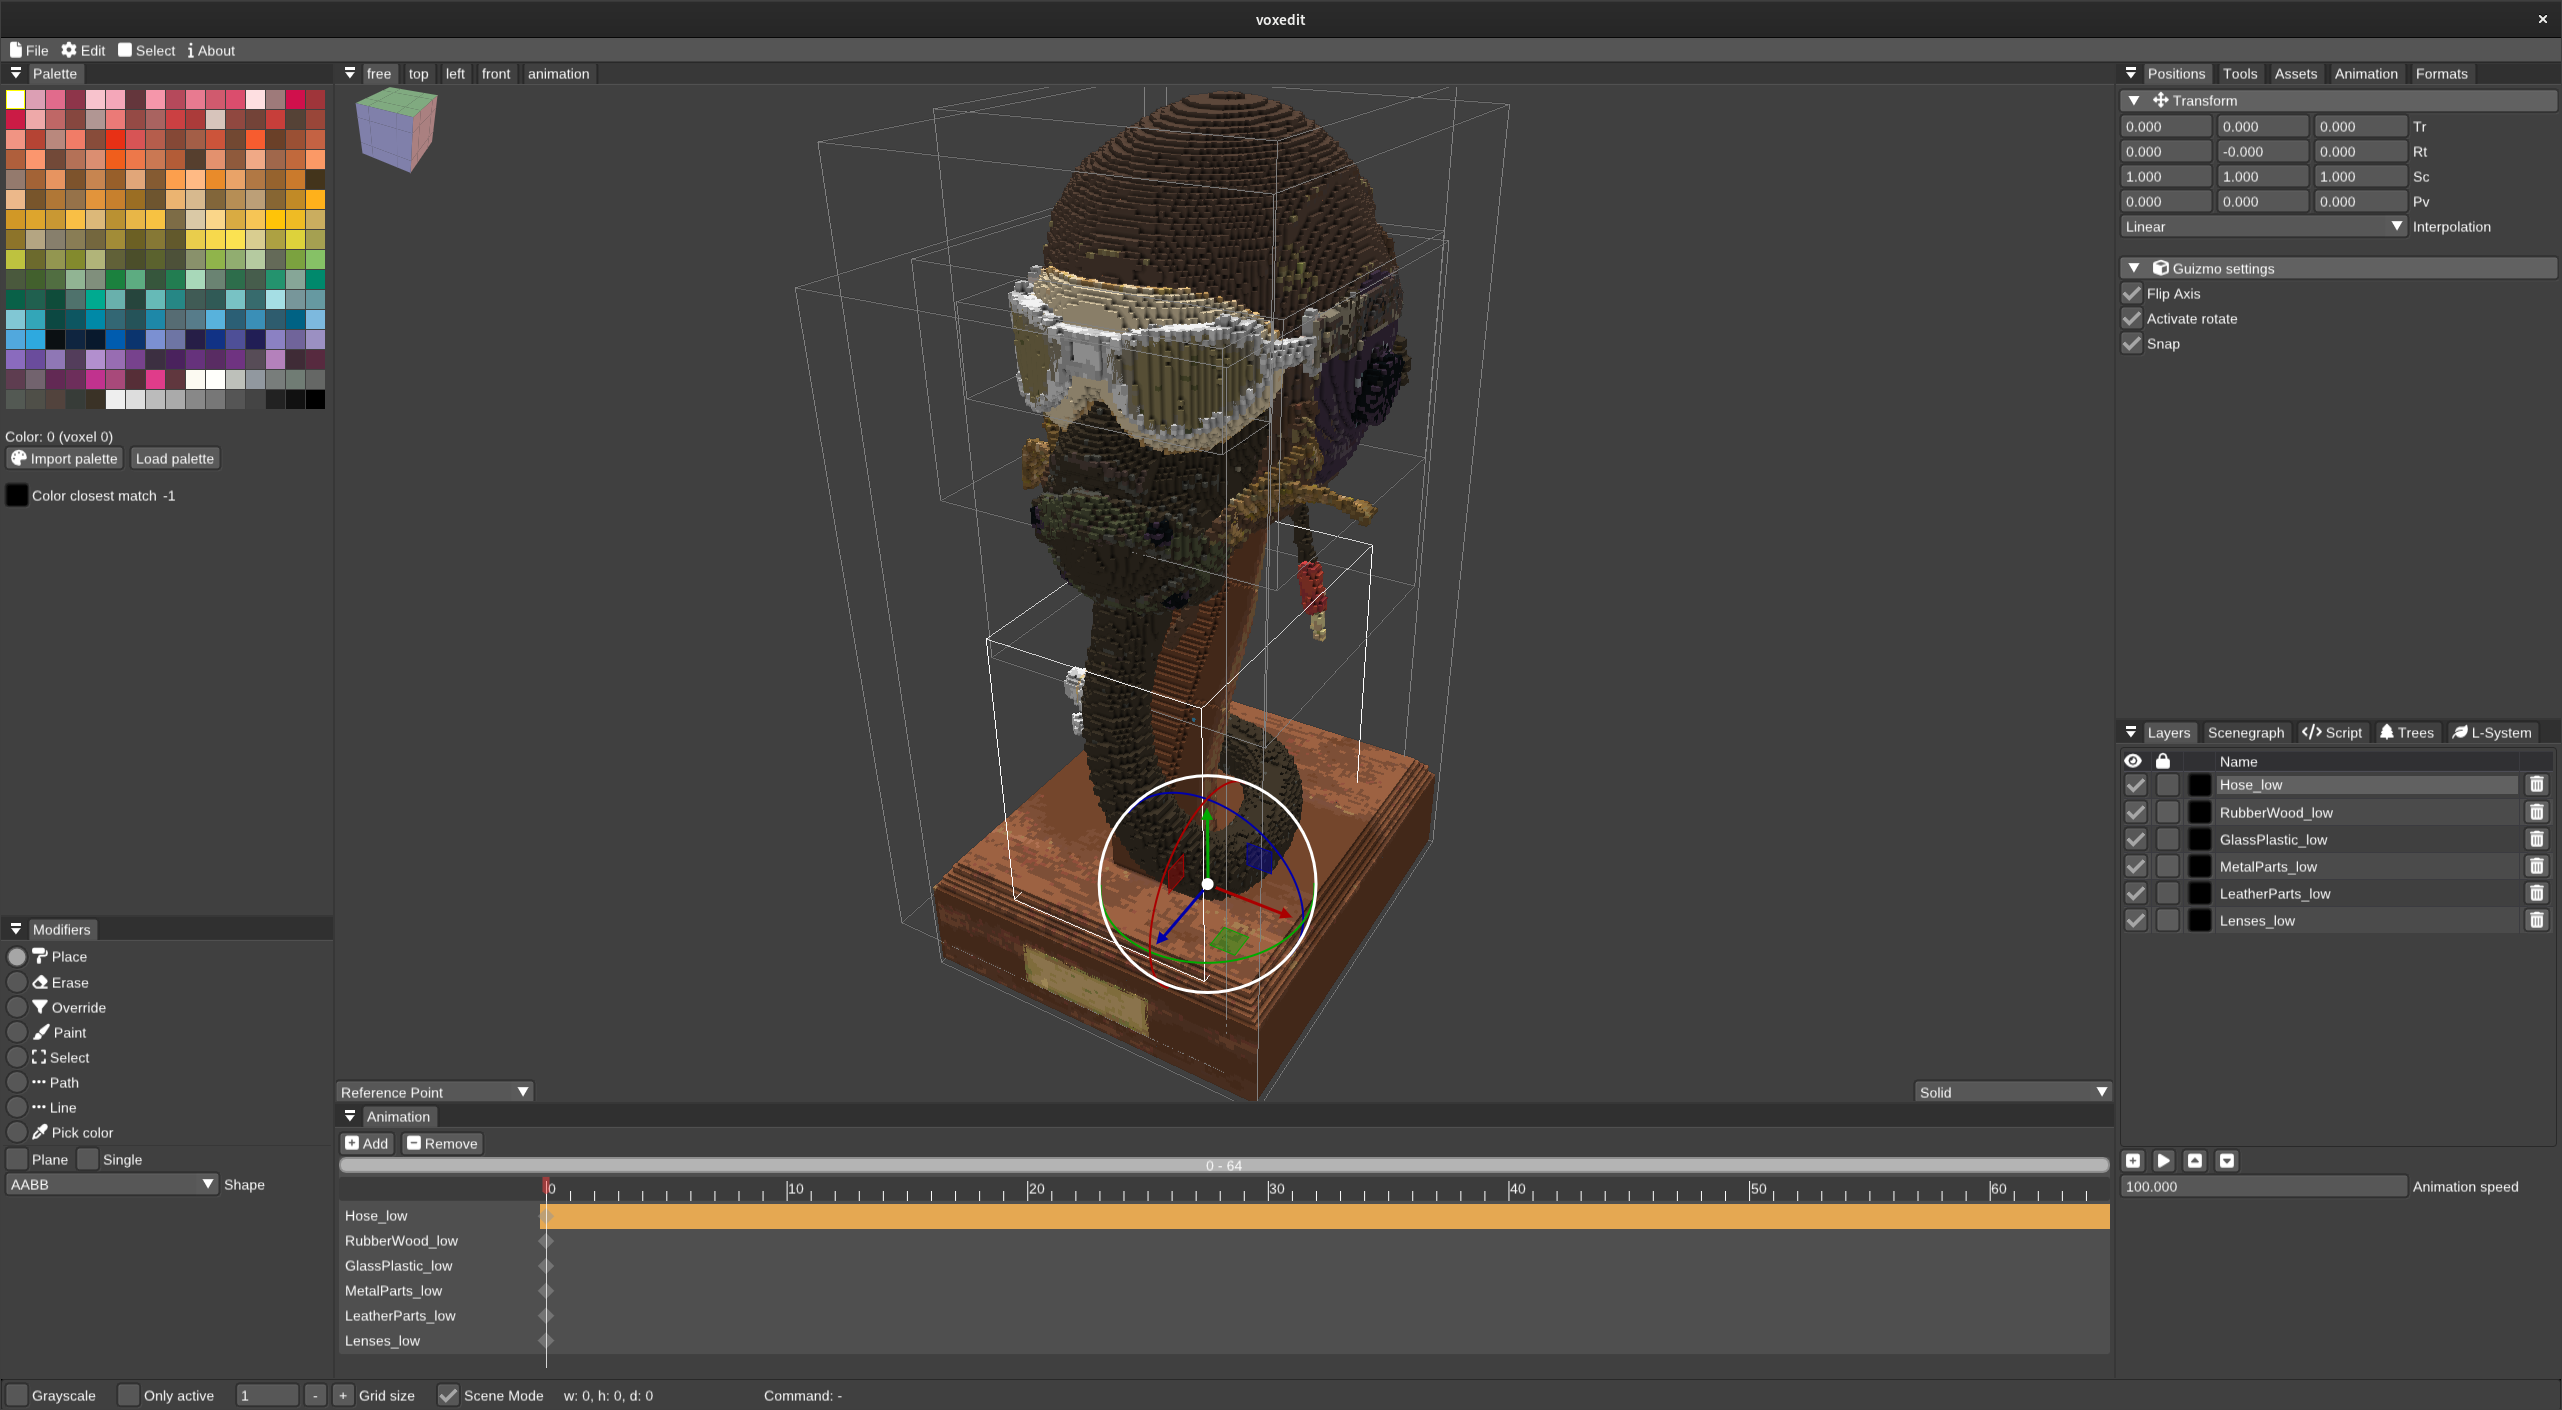 voxedit
File Edit Select About
Palette
free top left front animation
Positions Tools Assets Animation Formats
Transform
0.000 0.000 0.000 Tr
0.000 -0.000 0.000 Rt
1.000 1.000 1.000 Sc
0.000 0.000 0.000 Pv
Linear Interpolation
Guizmo settings
Flip Axis
Activate rotate
Snap
Color: 0 (voxel 0)
Import palette Load palette
Color closest match -1
Layers Scenegraph Script Trees L-System
Name
Hose_low
RubberWood_low
GlassPlastic_low
MetalParts_low
LeatherParts_low
Lenses_low
100.000 Animation speed
Modifiers
Place
Erase
Override
Paint
Select
Path
Line
Pick color
Plane Single
AABB Shape
Reference Point Solid
Animation
Add Remove
0 - 64
0 10 20 30 40 50 60
Hose_low
RubberWood_low
GlassPlastic_low
MetalParts_low
LeatherParts_low
Lenses_low
Grayscale Only active 1 - + Grid size Scene Mode w: 0, h: 0, d: 0 Command: -